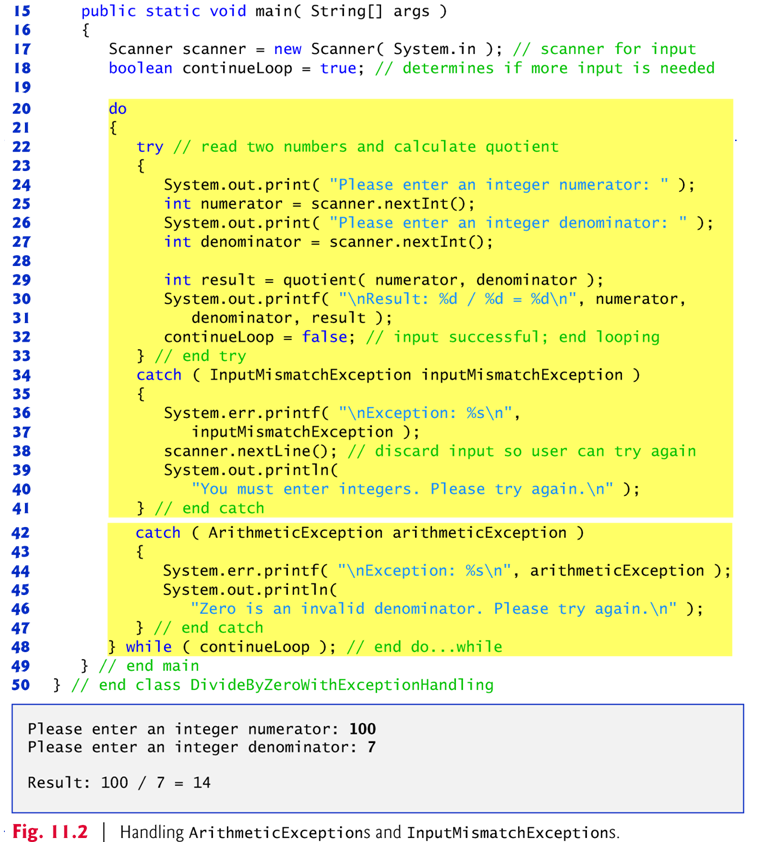 15 public static void main( String[] args )
16 {
17 Scanner scanner = new Scanner( System.in ); // scanner for input
18 boolean continueLoop = true; // determines if more input is needed
19
20 do
21 {
22 try // read two numbers and calculate quotient
23 {
24 System.out.print( "Please enter an integer numerator: " );
25 int numerator = scanner.nextInt();
26 System.out.print( "Please enter an integer denominator: " );
27 int denominator = scanner.nextInt();
28
29 int result = quotient( numerator, denominator );
30 System.out.printf( "\nResult: %d / %d = %d\n", numerator,
31 denominator, result );
32 continueLoop = false; // input successful; end looping
33 } // end try
34 catch ( InputMismatchException inputMismatchException )
35 {
36 System.err.printf( "\nException: %s\n",
37 inputMismatchException );
38 scanner.nextLine(); // discard input so user can try again
39 System.out.println(
40 "You must enter integers. Please try again.\n" );
41 } // end catch
42 catch ( ArithmeticException arithmeticException )
43 {
44 System.err.printf( "\nException: %s\n", arithmeticException );
45 System.out.println(
46 "Zero is an invalid denominator. Please try again.\n" );
47 } // end catch
48 } while ( continueLoop ); // end do...while
49 } // end main
50 } // end class DivideByZeroWithExceptionHandling
Please enter an integer numerator: 100
Please enter an integer denominator: 7
Result: 100 / 7 = 14
Fig. 11.2 | Handling ArithmeticExceptions and InputMismatchExceptions.